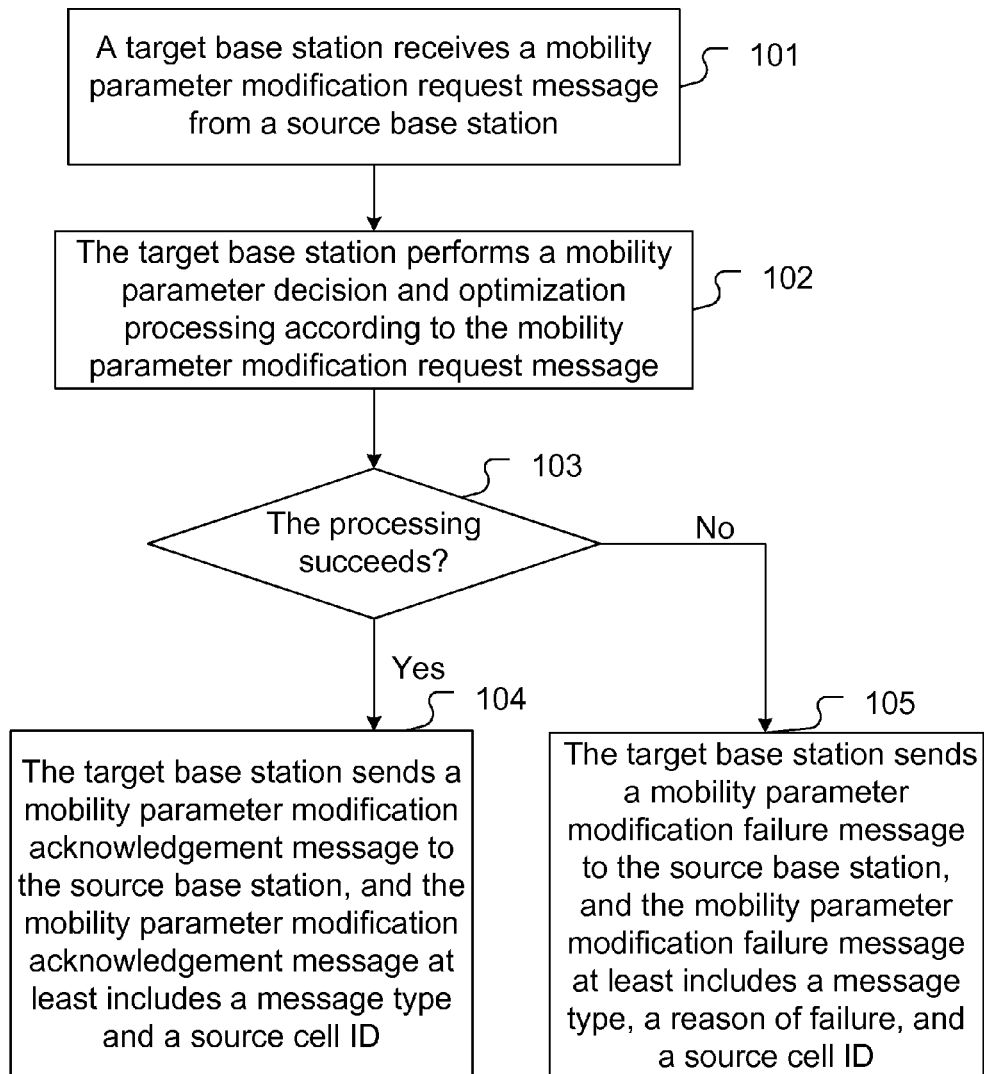 A target base station receives a mobility
parameter modification request message
from a source base station
101
The target base station performs a mobility
parameter decision and optimization
processing according to the mobility
parameter modification request message
102
103
The processing
succeeds?
No
Yes
104
The target base station sends a
mobility parameter modification
acknowledgement message to
the source base station, and the
mobility parameter modification
acknowledgement message at
least includes a message type
and a source cell ID
105
The target base station sends
a mobility parameter
modification failure message
to the source base station,
and the mobility parameter
modification failure message
at least includes a message
type, a reason of failure, and
a source cell ID